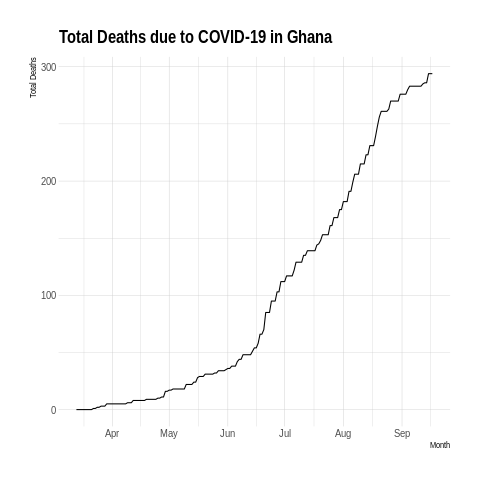 Total Deaths due to COVID-19 in Ghana
Total Deaths
300
200
100
0
Apr May Jun Jul Aug Sep
Month